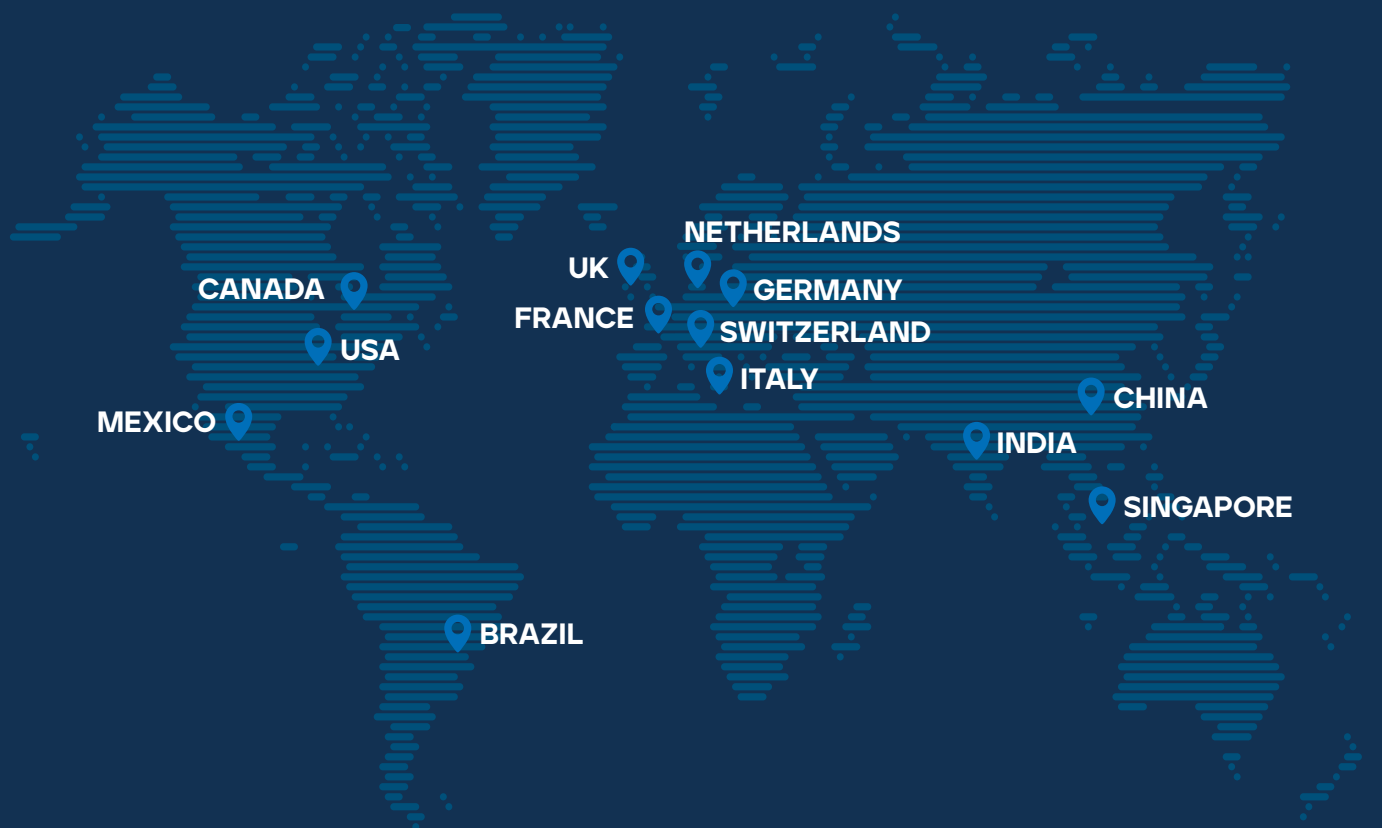 NETHERLANDS
UK
CANADA
GERMANY
FRANCE
SWITZERLAND
USA
ITALY
CHINA
MEXICO
INDIA
SINGAPORE
BRAZIL